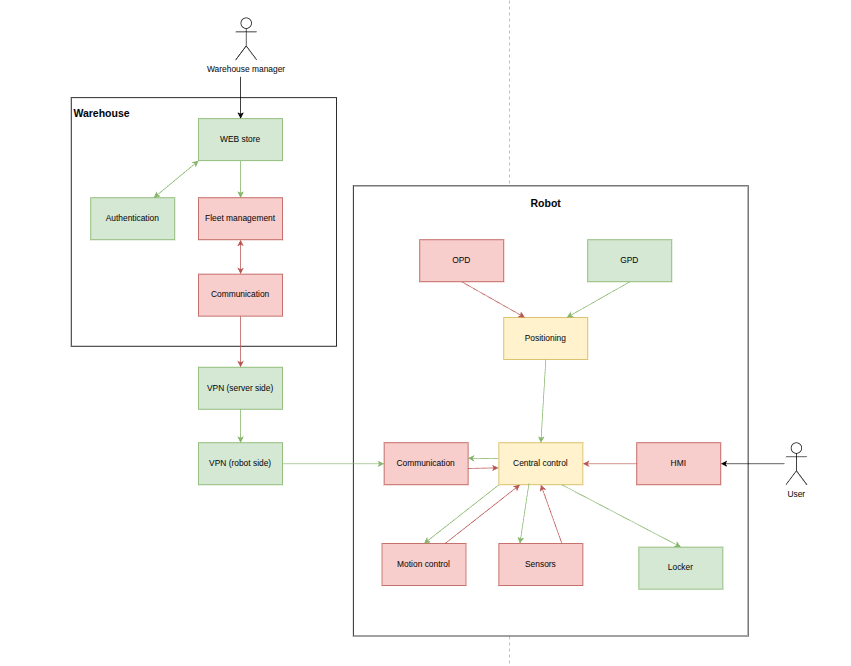 Warehouse manager
Warehouse
WEB store
Authentication
Fleet management
Communication
VPN (server side)
VPN (robot side)
Robot
OPD
GPD
Positioning
Communication
Central control
HMI
User
Motion control
Sensors
Locker